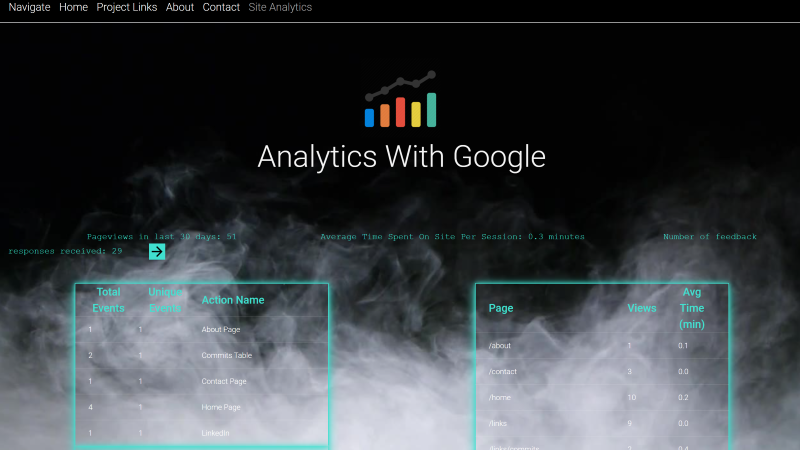 Navigate Home Project Links About Contact Site Analytics
Analytics With Google
Pageviews in last 30 days: 51 Average Time Spent On Site Per Session: 0.3 minutes Number of feedback
responses received: 29
Total Events Unique Events Action Name
1 1 About Page
2 1 Commits Table
1 1 Contact Page
4 1 Home Page
1 1 LinkedIn
Page Views Avg Time (min)
/about 1 0.1
/contact 3 0.0
/home 10 0.2
/links 9 0.0